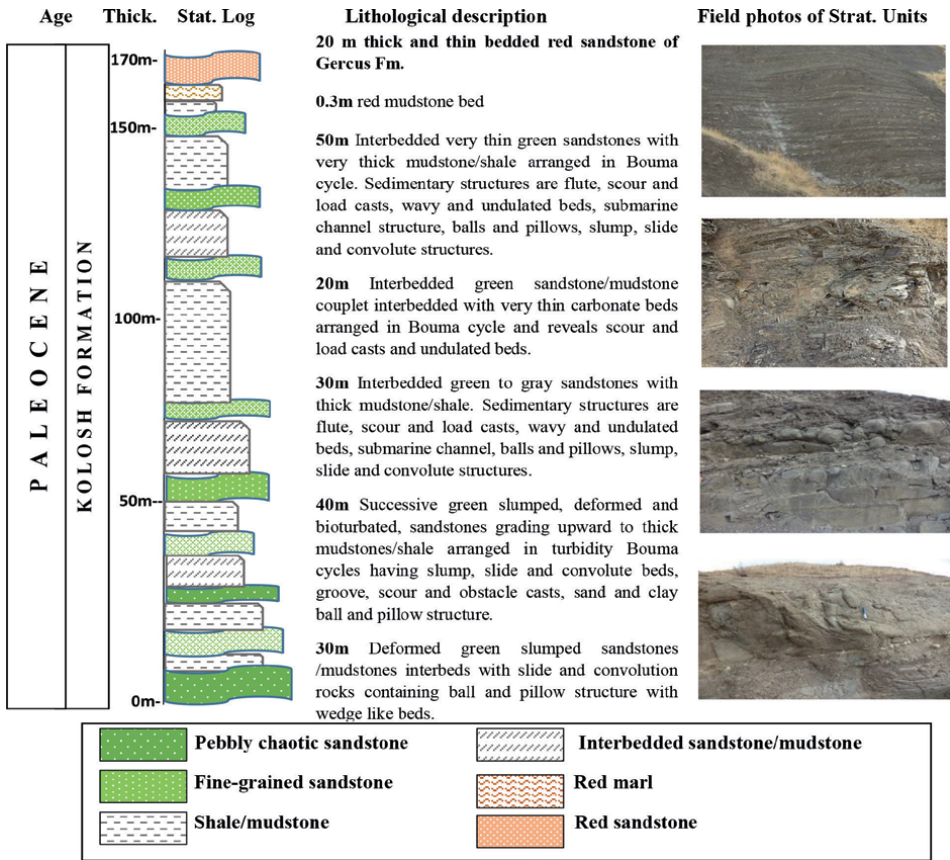 Age Thick. Stat. Log Lithological description Field photos of Strat. Units
PALEOCENE
KOLOSH FORMATION
170m-
150m-
100m-
50m--
0m-
20 m thick and thin bedded red sandstone of
Gercus Fm.
0.3m red mudstone bed
50m Interbedded very thin green sandstones with
very thick mudstone/shale arranged in Bouma
cycle. Sedimentary structures are flute, scour and
load casts, wavy and undulated beds, submarine
channel structure, balls and pillows, slump, slide
and convolute structures.
20m Interbedded green sandstone/mudstone
couplet interbedded with very thin carbonate beds
arranged in Bouma cycle and reveals scour and
load casts and undulated beds.
30m Interbedded green to gray sandstones with
thick mudstone/shale. Sedimentary structures are
flute, scour and load casts, wavy and undulated
beds, submarine channel, balls and pillows, slump,
slide and convolute structures.
40m Successive green slumped, deformed and
bioturbated, sandstones grading upward to thick
mudstones/shale arranged in turbidity Bouma
cycles having slump, slide and convolute beds,
groove, scour and obstacle casts, sand and clay
ball and pillow structure.
30m Deformed green slumped sandstones
/mudstones interbeds with slide and convolution
rocks containing ball and pillow structure with
wedge like beds.
Pebbly chaotic sandstone
Fine-grained sandstone
Shale/mudstone
Interbedded sandstone/mudstone
Red marl
Red sandstone